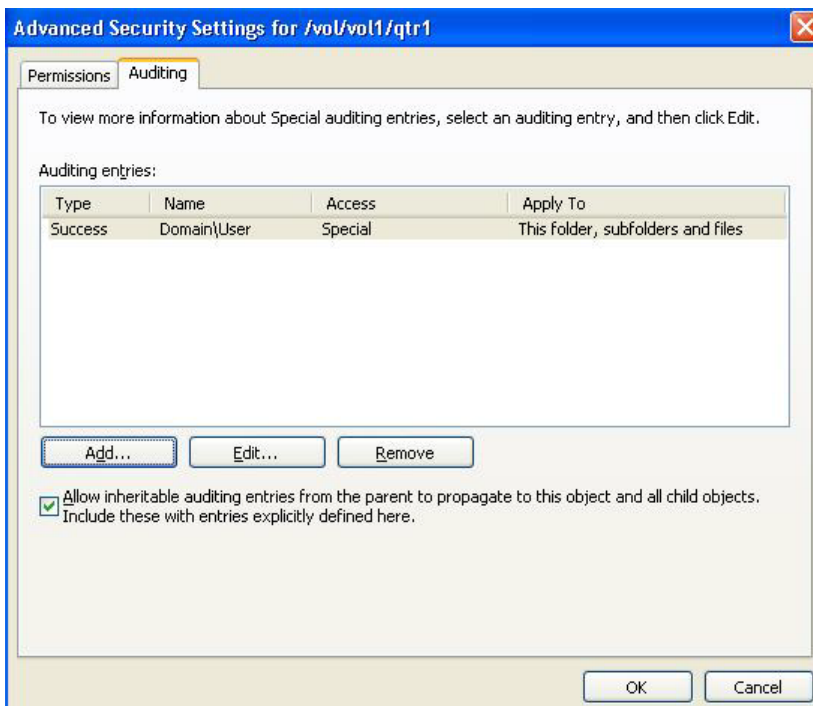 Advanced Security Settings for /vol/vol1/qtr1
Permissions Auditing
To view more information about Special auditing entries, select an auditing entry, and then click Edit.
Auditing entries:
Type Name Access Apply To
Success Domain\User Special This folder, subfolders and files
Add... Edit... Remove
Allow inheritable auditing entries from the parent to propagate to this object and all child objects.
Include these with entries explicitly defined here.
OK Cancel